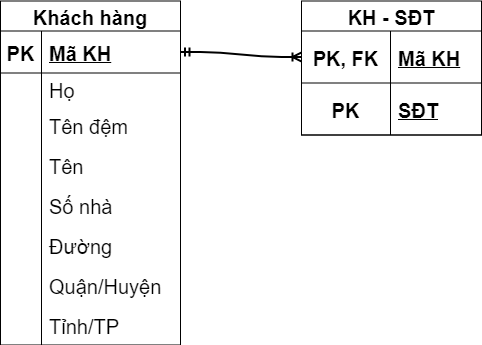 Khách hàng
PK Mã KH
Họ
Tên đệm
Tên
Số nhà
Đường
Quận/Huyện
Tỉnh/TP
KH - SĐT
PK, FK Mã KH
PK SĐT